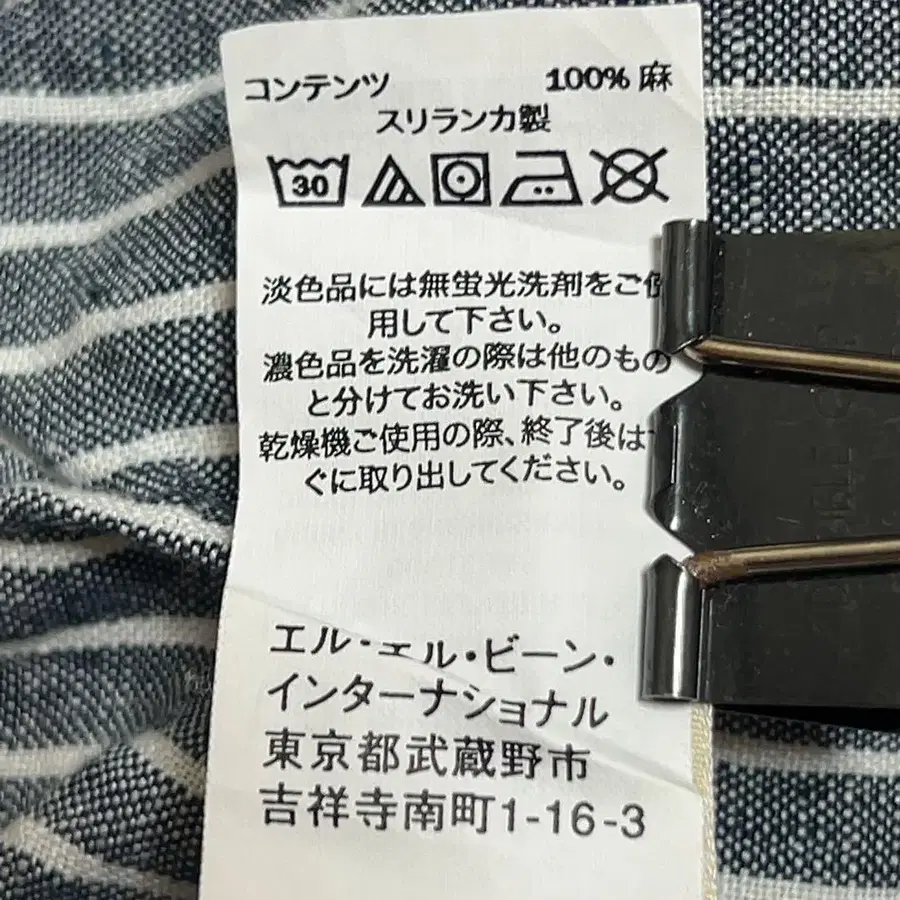 コンテンツ 100% 麻
スリランカ製
30
淡色品には無蛍光洗剤をご使
用して下さい。
濃色品を洗濯の際は他のもの
と分けてお洗い下さい。
乾燥機ご使用の際、終了後は
ぐに取り出してください。
エル・エル・ビーン・
インターナショナル
東京都武蔵野市
吉祥寺南町1-16-3